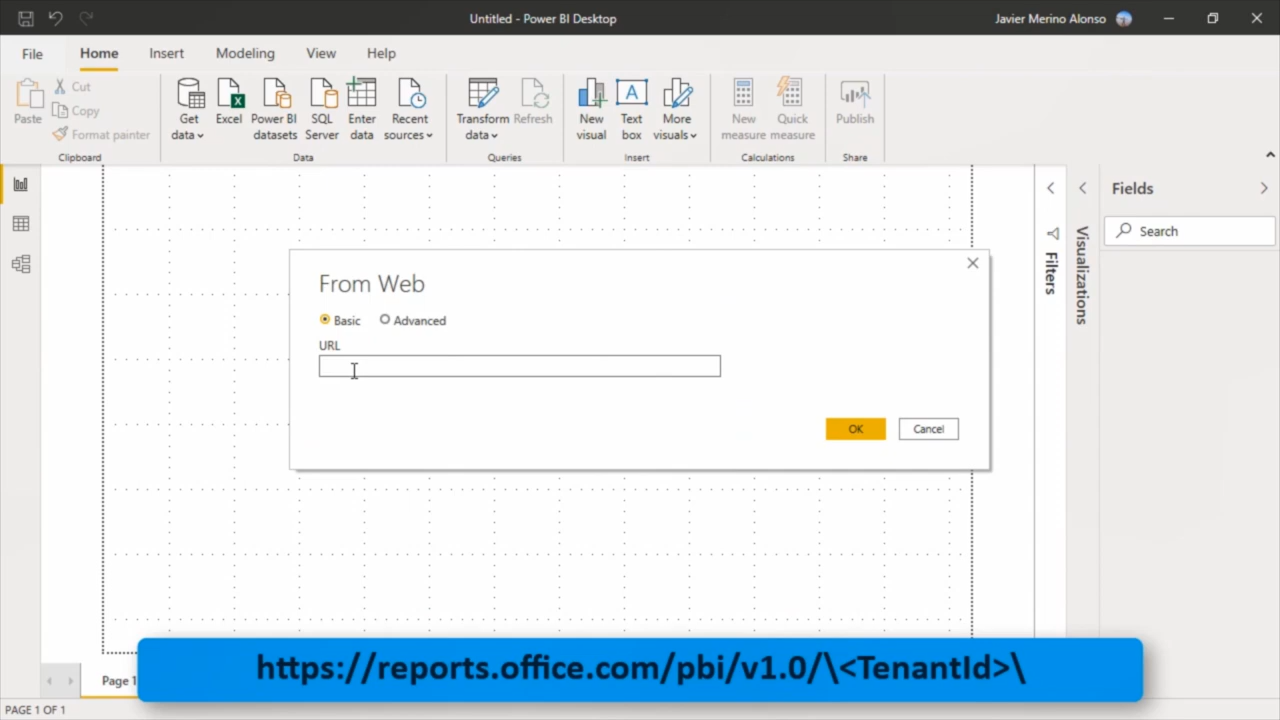 Untitled - Power BI Desktop
Javier Merino Alonso
File Home Insert Modeling View Help
Paste
Cut
Copy
Format painter
Clipboard
Get data
Excel
Power BI datasets
SQL Server
Enter data
Recent sources
Data
Transform data
Refresh
Queries
New visual
Text box
More visuals
Insert
New measure
Quick measure
Calculations
Publish
Share
Filters
Visualizations
Fields
Search
From Web
Basic Advanced
URL
OK Cancel
Page 1
https://reports.office.com/pbi/v1.0/\<TenantId>\
PAGE 1 OF 1